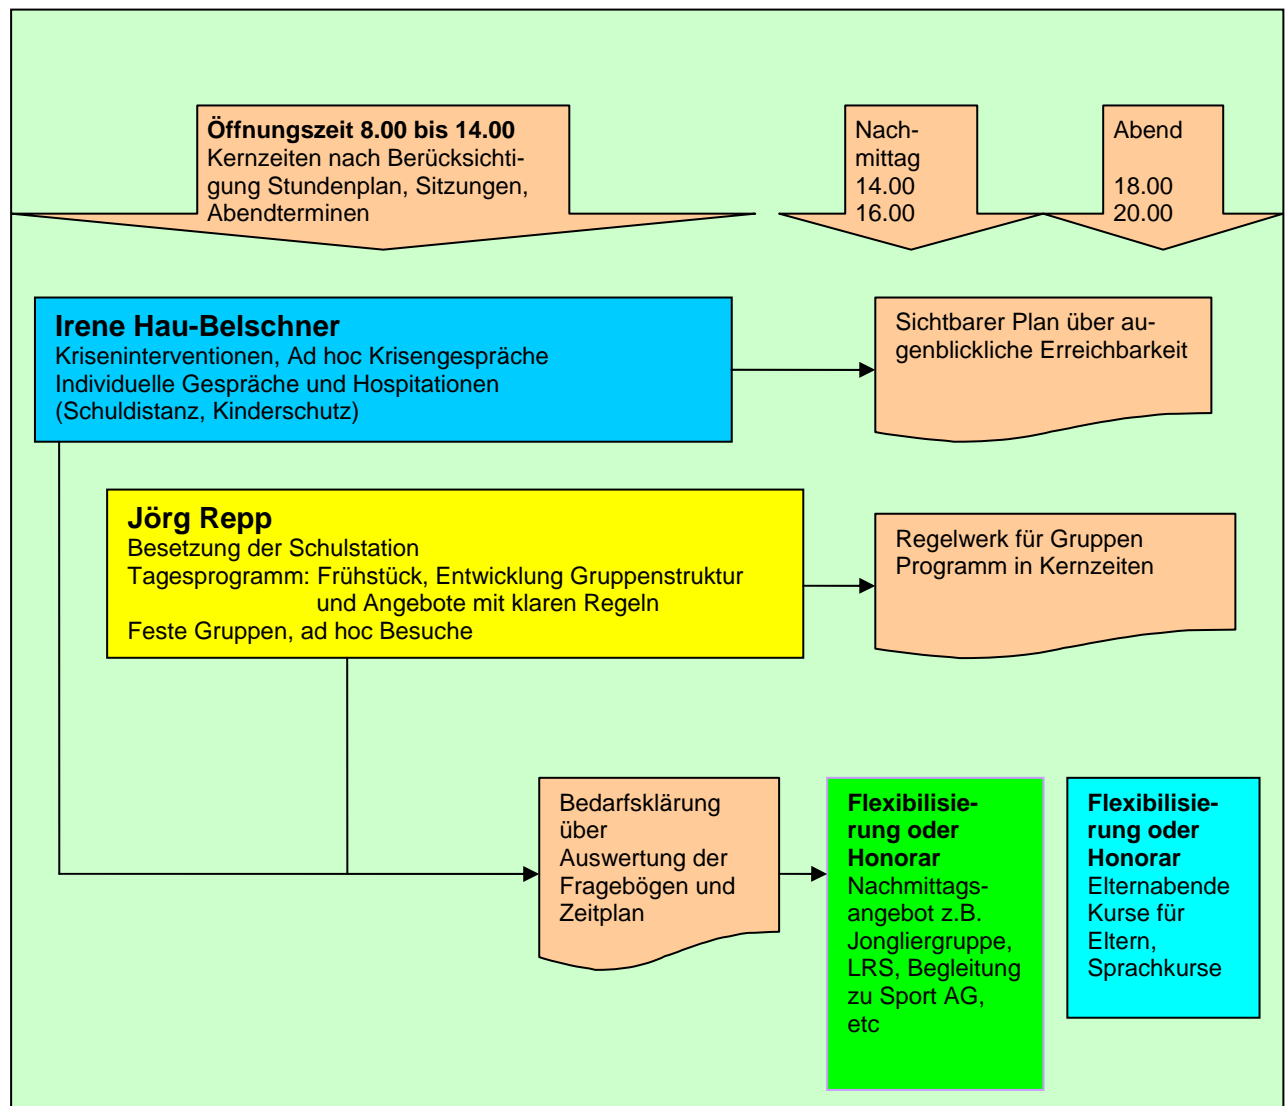 Öffnungszeit 8.00 bis 14.00
Kernzeiten nach Berücksichti-
gung Stundenplan, Sitzungen,
Abendterminen
Nach-
mittag
14.00
16.00
Abend
18.00
20.00
Irene Hau-Belschner
Kriseninterventionen, Ad hoc Krisengespräche
Individuelle Gespräche und Hospitationen
(Schuldistanz, Kinderschutz)
Sichtbarer Plan über au-
genblickliche Erreichbarkeit
Jörg Repp
Besetzung der Schulstation
Tagesprogramm: Frühstück, Entwicklung Gruppenstruktur
und Angebote mit klaren Regeln
Feste Gruppen, ad hoc Besuche
Regelwerk für Gruppen
Programm in Kernzeiten
Bedarfsklärung
über
Auswertung der
Fragebögen und
Zeitplan
Flexibilisie-
rung oder
Honorar
Nachmittags-
angebot z.B.
Jongliergruppe,
LRS, Begleitung
zu Sport AG,
etc
Flexibilisie-
rung oder
Honorar
Elternabende
Kurse für
Eltern,
Sprachkurse